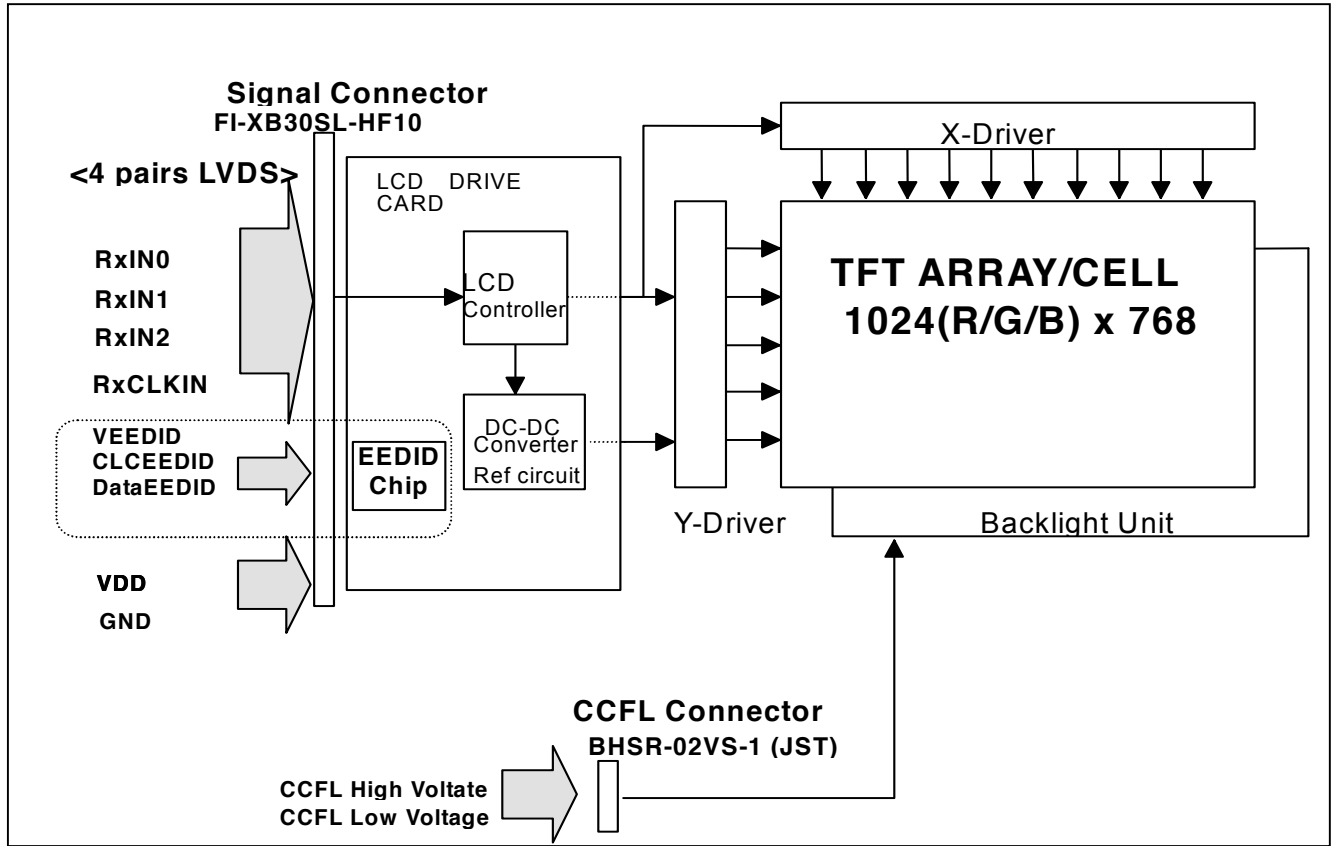 Signal Connector
FI-XB30SL-HF10
<4 pairs LVDS>
RxIN0
RxIN1
RxIN2
RxCLKIN
VEEDID
CLCEEDID
DataEEDID
VDD
GND
LCD DRIVE
CARD
LCD
Controller
DC-DC
Converter
Ref circuit
EEDID
Chip
X-Driver
TFT ARRAY/CELL
1024(R/G/B) x 768
Y-Driver
Backlight Unit
CCFL Connector
BHSR-02VS-1 (JST)
CCFL High Voltate
CCFL Low Voltage